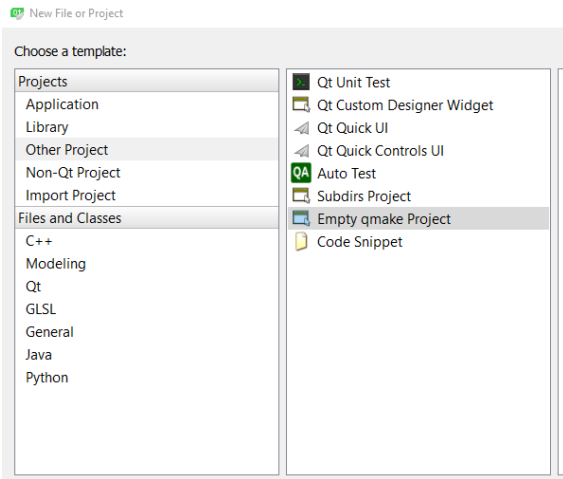 New File or Project
Choose a template:
Projects
Application
Library
Other Project
Non-Qt Project
Import Project
Files and Classes
C++
Modeling
Qt
GLSL
General
Java
Python
Qt Unit Test
Qt Custom Designer Widget
Qt Quick UI
Qt Quick Controls UI
QA Auto Test
Subdirs Project
Empty qmake Project
Code Snippet